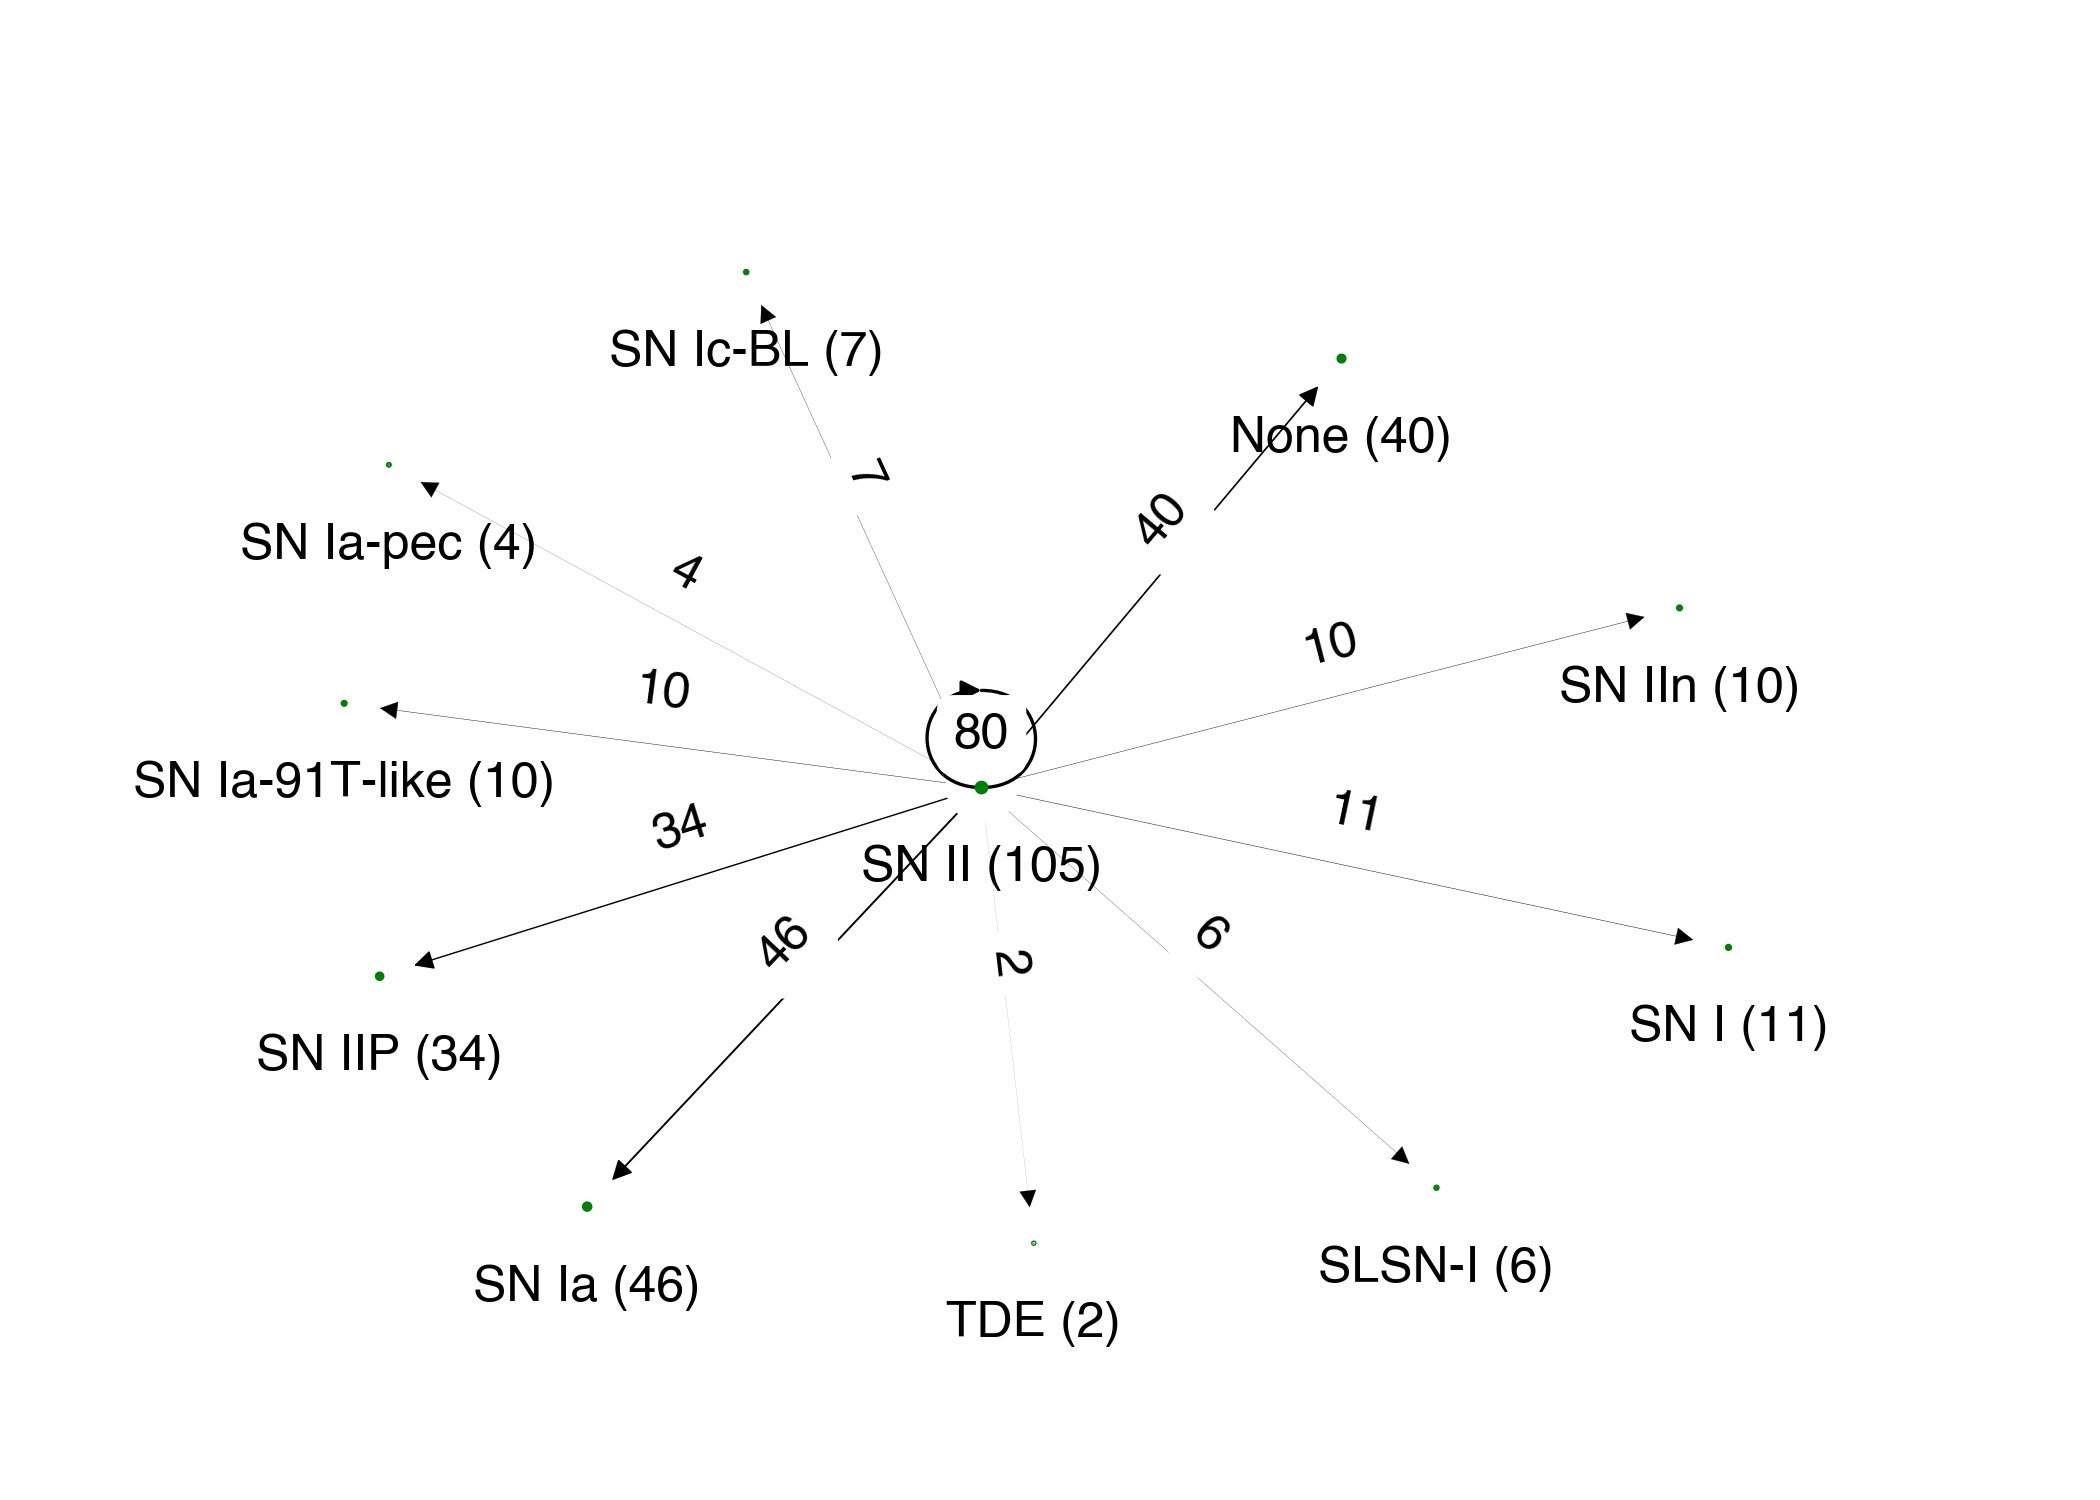 SN Ic-BL (7)
None (40)
7
40
SN Ia-pec (4)
4
10
SN IIn (10)
10
80
SN Ia-91T-like (10)
11
34
SN II (105)
46
2
6
SN I (11)
SN IIP (34)
SLSN-I (6)
SN Ia (46)
TDE (2)